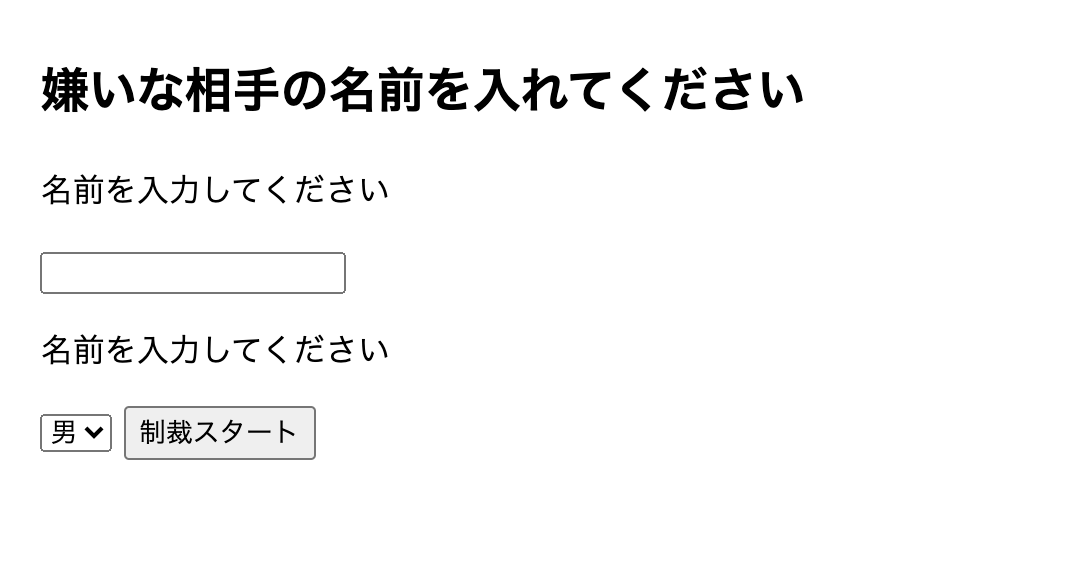 嫌いな相手の名前を入れてください
名前を入力してください
名前を入力してください
男 制裁スタート